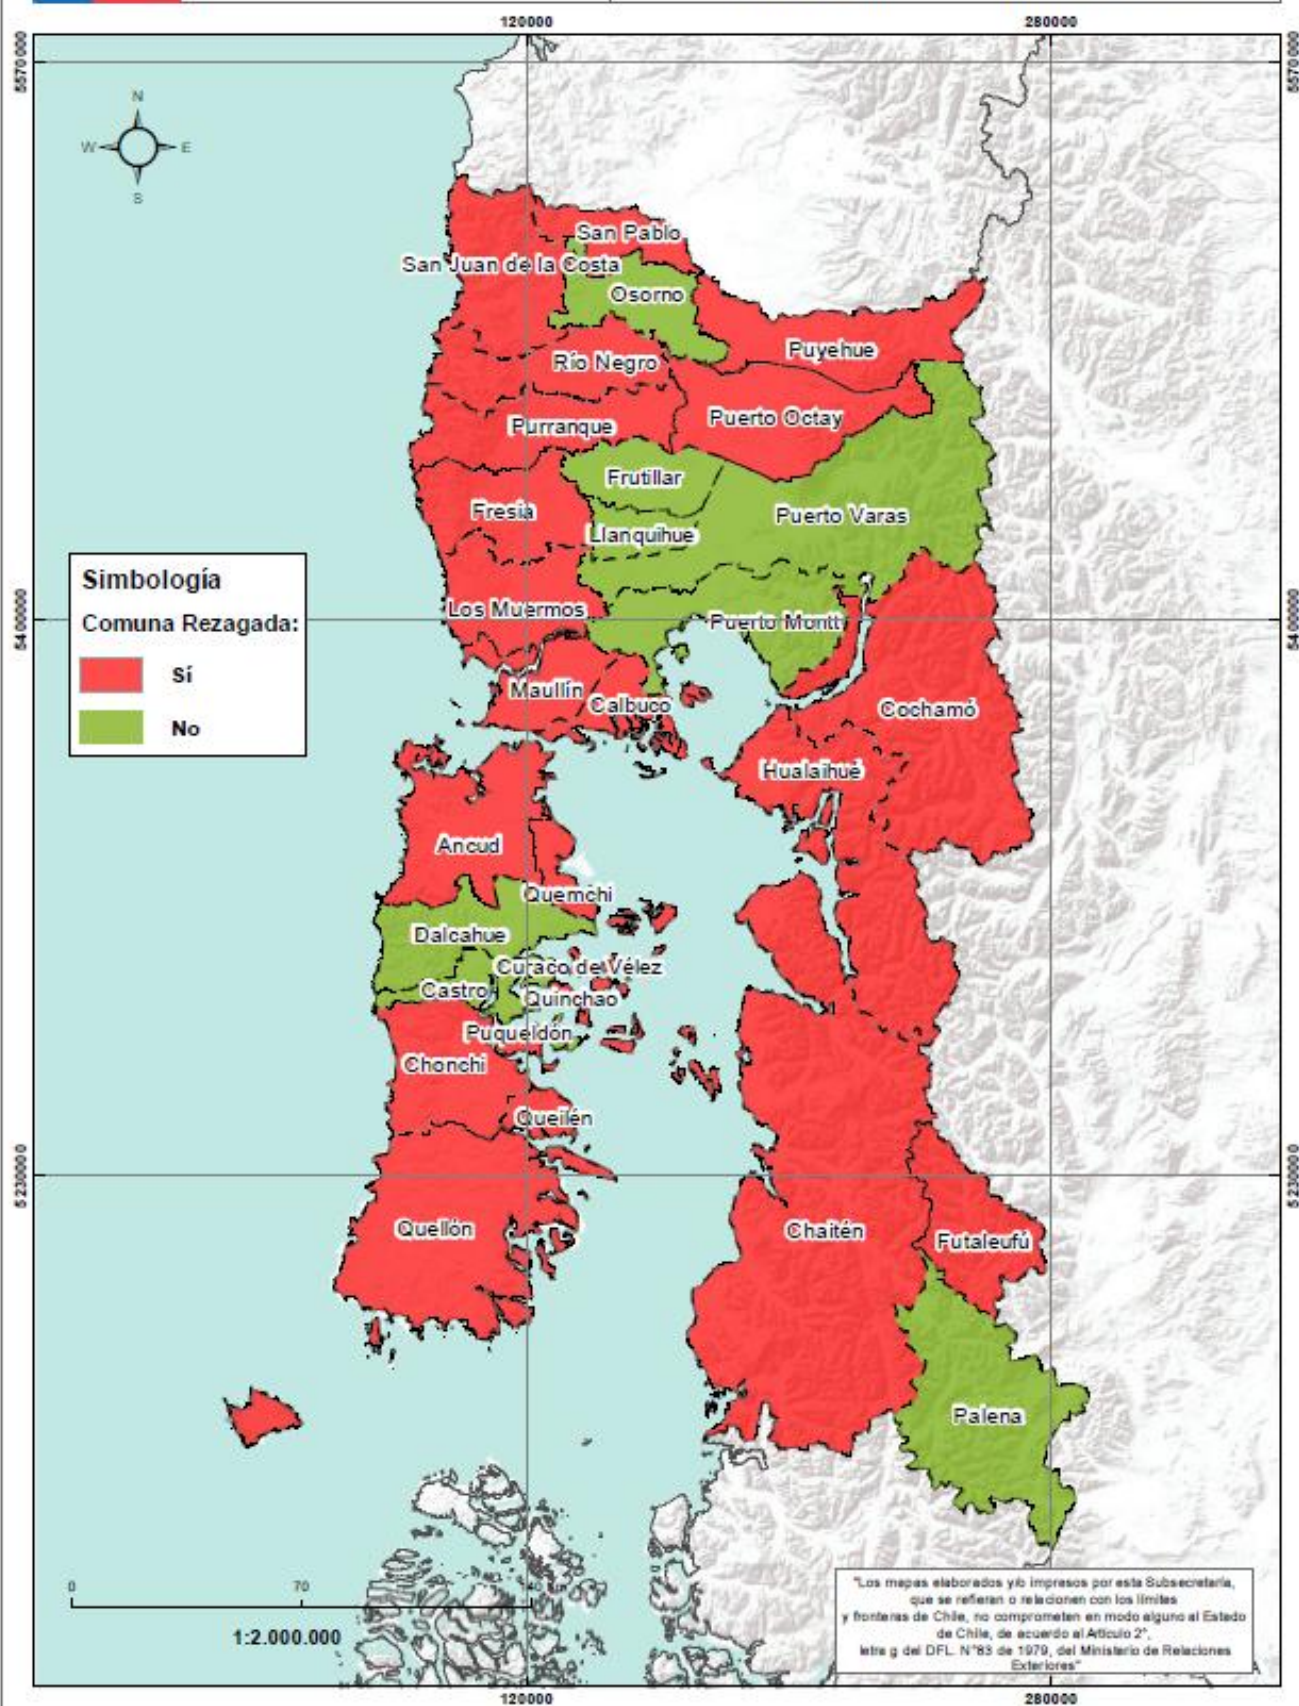 120000
280000
5570000
5570000
N
W
E
S
San Pablo
San Juan de la Costa
Osorno
Puyehue
Río Negro
Puerto Octay
Purranque
Frutillar
Fresia
Puerto Varas
Llanquihue
Simbología
Comuna Rezagada:
Sí
No
Los Muermos
Puerto Montt
5400000
5400000
Maullín
Calbuco
Cochamó
Hualaihué
Ancud
Quemchi
Dalcahue
Curaco de Vélez
Castro
Quinchao
Puqueldón
Chonchi
Queilén
5230000
5230000
Quellón
Chaitén
Futaleufú
Palena
0
70
1:2.000.000
"Los mapas elaborados y/o impresos por esta Subsecretaría,
que se refieran o relacionen con los límites
y fronteras de Chile, no comprometen en modo alguno al Estado
de Chile, de acuerdo al Artículo 2°,
letra g del DFL. N°83 de 1979, del Ministerio de Relaciones
Exteriores"
120000
280000